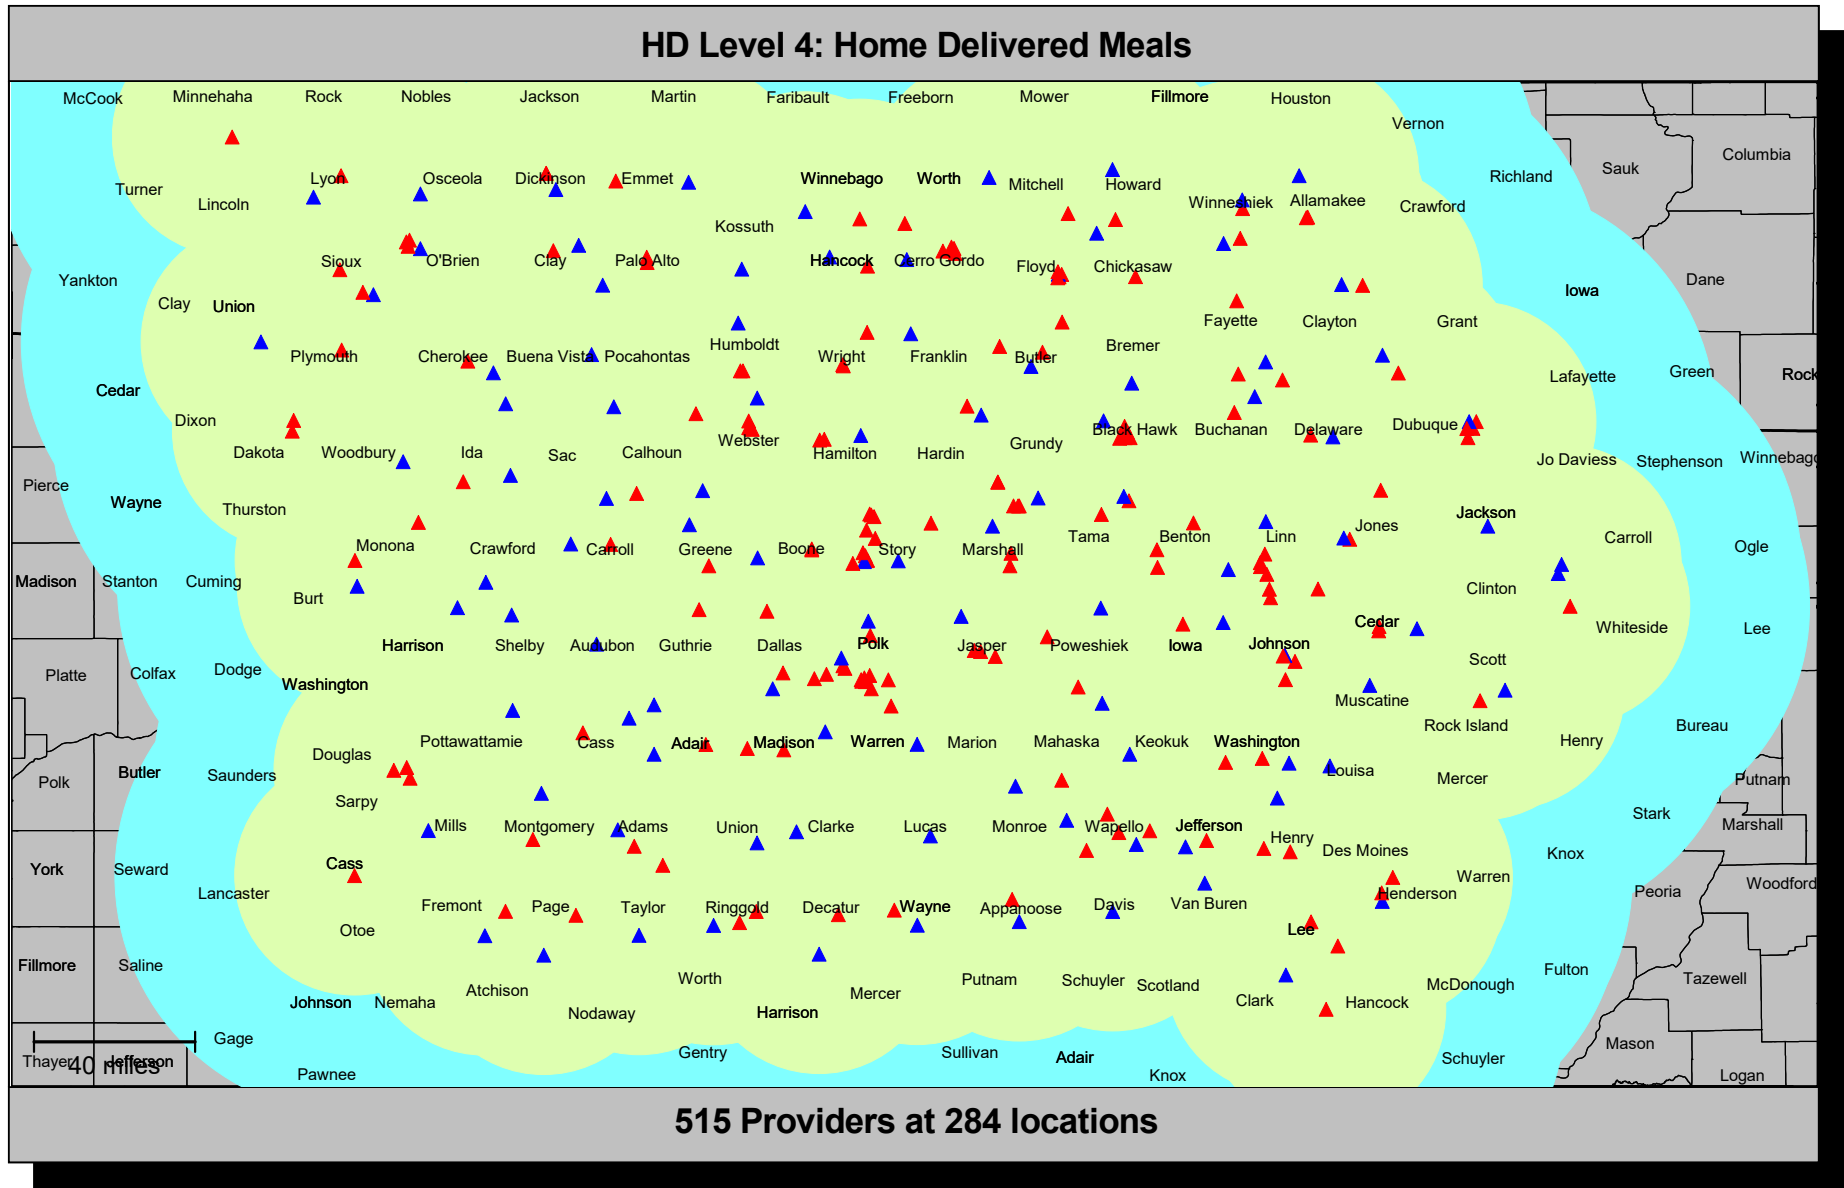 HD Level 4: Home Delivered Meals
McCook Minnehaha Rock Nobles Jackson Martin Faribault Freeborn Mower Fillmore Houston
Vernon
Sauk Columbia
Turner Lincoln Lyon Osceola Dickinson Emmet Winnebago Worth Mitchell Howard Winneshiek Allamakee Crawford Richland
Kossuth
Yankton Sioux O'Brien Clay Palo Alto Hancock Cerro Gordo Floyd Chickasaw Iowa Dane
Clay Union Fayette Clayton Grant
Plymouth Cherokee Buena Vista Pocahontas Humboldt Wright Franklin Butler Bremer
Cedar Lafayette Green Rock
Dixon Webster Black Hawk Buchanan Delaware Dubuque
Dakota Woodbury Ida Sac Calhoun Hamilton Hardin Grundy Jo Daviess Stephenson Winnebago
Pierce
Wayne Thurston Jackson
Monona Crawford Carroll Greene Boone Story Marshall Tama Benton Linn Jones Carroll Ogle
Madison Stanton Cuming Burt Clinton
Harrison Shelby Audubon Guthrie Dallas Polk Jasper Poweshiek Iowa Johnson Cedar Whiteside Lee
Platte Colfax Dodge Washington Scott
Muscatine Rock Island Bureau
Douglas Pottawattamie Cass Adair Madison Warren Marion Mahaska Keokuk Washington Henry
Polk Butler Saunders Louisa Mercer Putnam
Sarpy Mills Montgomery Adams Union Clarke Lucas Monroe Wapello Jefferson Henry Stark Marshall
York Seward Cass Des Moines Knox
Lancaster Warren Peoria Woodford
Henderson
Fremont Page Taylor Ringgold Decatur Wayne Appanoose Davis Van Buren
Otoe Lee
Fillmore Saline Worth Putnam Schuyler Scotland McDonough Fulton Tazewell
Johnson Nemaha Atchison Nodaway Harrison Mercer Clark Hancock
Gage Gentry Sullivan Adair Schuyler Mason
Thayer Jefferson
40 miles
Pawnee Knox Logan
515 Providers at 284 locations